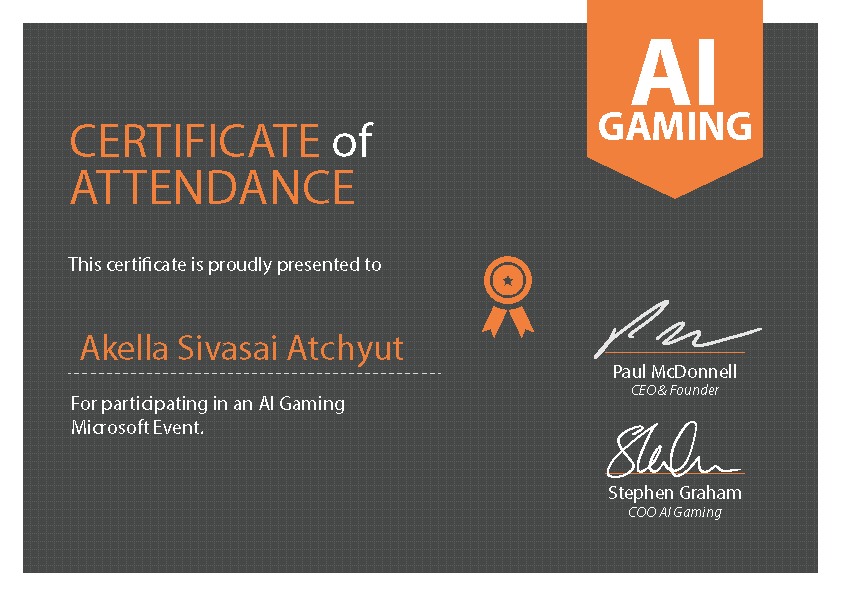 AI
GAMING
CERTIFICATE of
ATTENDANCE
This certificate is proudly presented to
Akella Sivasai Atchyut
For participating in an AI Gaming
Microsoft Event.
Paul McDonnell
CEO & Founder
Stephen Graham
COO AI Gaming